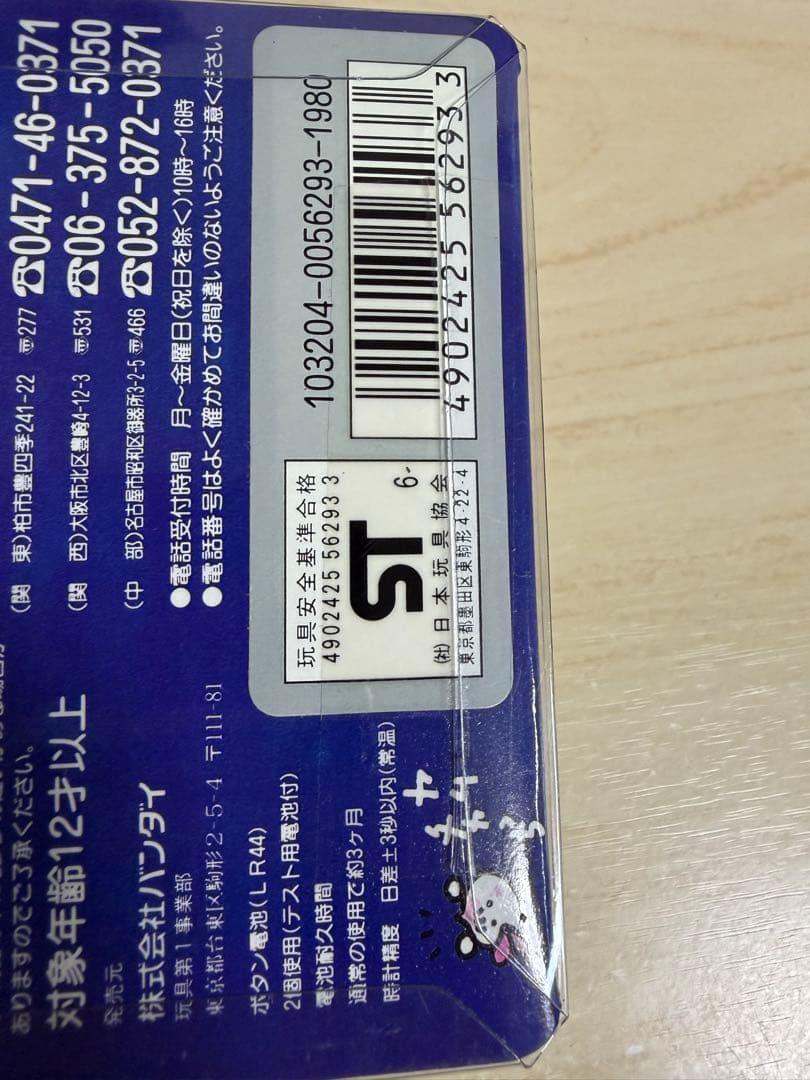 ありますのでご了承ください。
対象年齢12才以上
発売元
株式会社バンダイ
玩具第1事業部
東京都台東区駒形2-5-4 〒111-81
ボタン電池(LR44)
2個使用(テスト用電池付)
電池耐久時間
通常の使用で約3ヶ月
時計精度 日差±3秒以内(常温)
(関 東)柏市豊四季241-22 〒277 ☎0471-46-0371
(関 西)大阪市北区豊崎4-12-3 〒531 ☎06-375-5050
(中 部)名古屋市昭和区御器所3-2-5 〒466 ☎052-872-0371
●電話受付時間 月~金曜日(祝日を除く)10時~16時
●電話番号はよく確かめてお間違いのないようご注意ください。
玩具安全基準合格
4902425 56293 3
ST
6-
(社)日本玩具協会
東京都墨田区東駒形4-22-4
103204-0056293-1980
4902425 56293 3